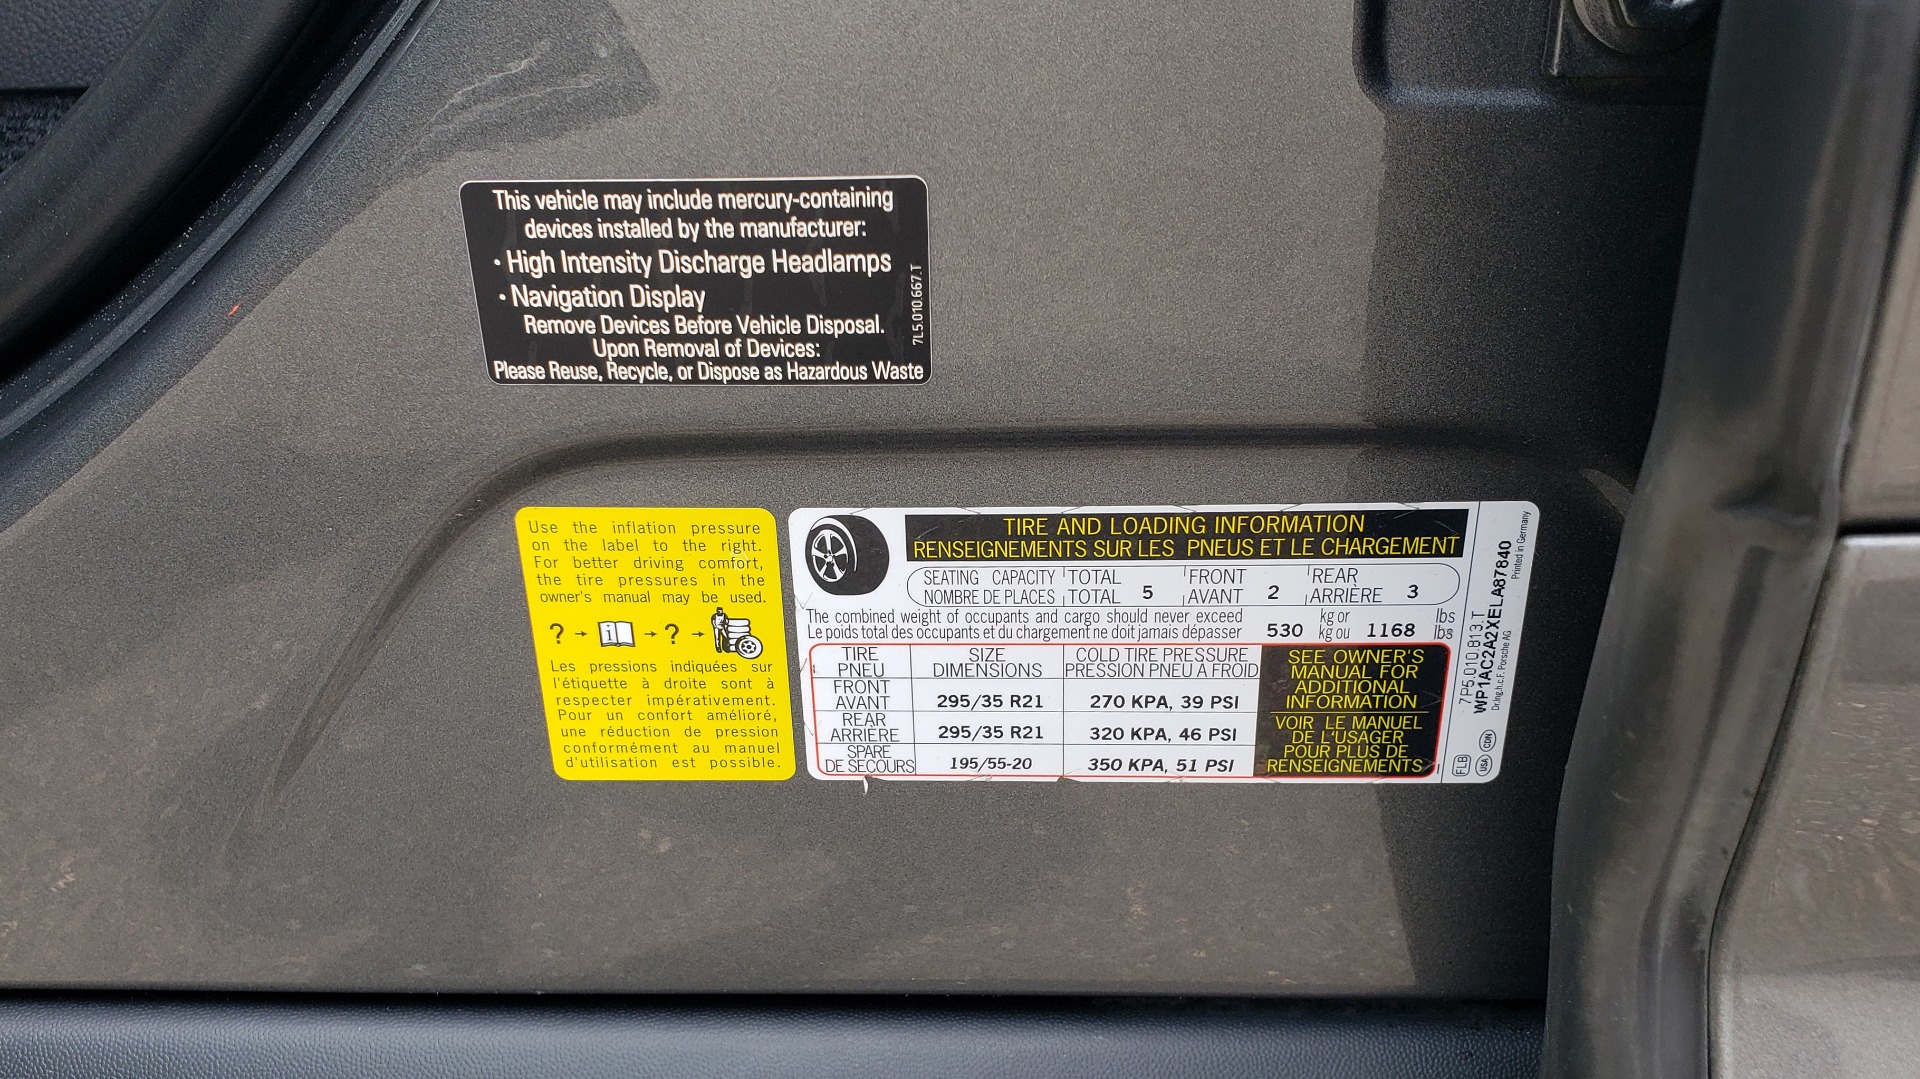 This vehicle may include mercury-containing
devices installed by the manufacturer:
• High Intensity Discharge Headlamps
• Navigation Display
Remove Devices Before Vehicle Disposal.
Upon Removal of Devices:
Please Reuse, Recycle, or Dispose as Hazardous Waste
7L5.010.667.T
Use the inflation pressure
on the label to the right.
For better driving comfort,
the tire pressures in the
owner's manual may be used.
? → i → ? →
Les pressions indiquées sur
l'étiquette à droite sont à
respecter impérativement.
Pour un confort amélioré,
une réduction de pression
conformément au manuel
d'utilisation est possible.
TIRE AND LOADING INFORMATION
RENSEIGNEMENTS SUR LES PNEUS ET LE CHARGEMENT
SEATING CAPACITY TOTAL 5 FRONT 2 REAR 3
NOMBRE DE PLACES TOTAL AVANT ARRIÈRE
The combined weight of occupants and cargo should never exceed 530 kg or 1168 lbs
Le poids total des occupants et du chargement ne doit jamais dépasser kg ou lbs
TIRE SIZE COLD TIRE PRESSURE
PNEU DIMENSIONS PRESSION PNEU À FROID
FRONT
AVANT 295/35 R21 270 KPA, 39 PSI
REAR
ARRIÈRE 295/35 R21 320 KPA, 46 PSI
SPARE
DE SECOURS 195/55-20 350 KPA, 51 PSI
SEE OWNER'S
MANUAL FOR
ADDITIONAL
INFORMATION
VOIR LE MANUEL
DE L'USAGER
POUR PLUS DE
RENSEIGNEMENTS
7P5.010.813.T
WP1AC2A2XELA87840
Dr.Ing.h.c.F. Porsche AG
Printed in Germany
FLB
USA CDN